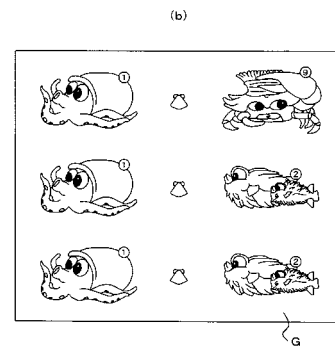 (b)
① ⑨
① ②
① ②
G